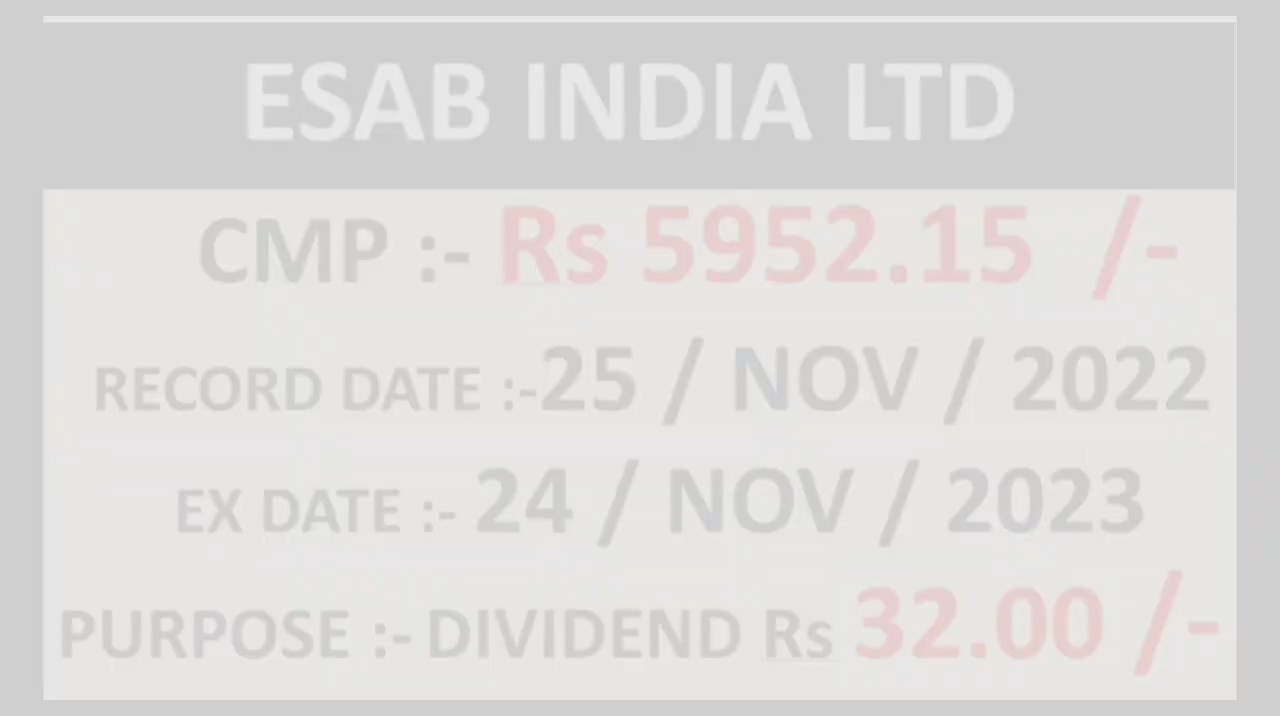 ESAB INDIA LTD
CMP :- Rs 5952.15 /-
RECORD DATE :-25 / NOV / 2022
EX DATE :- 24 / NOV / 2023
PURPOSE :- DIVIDEND Rs 32.00 /-